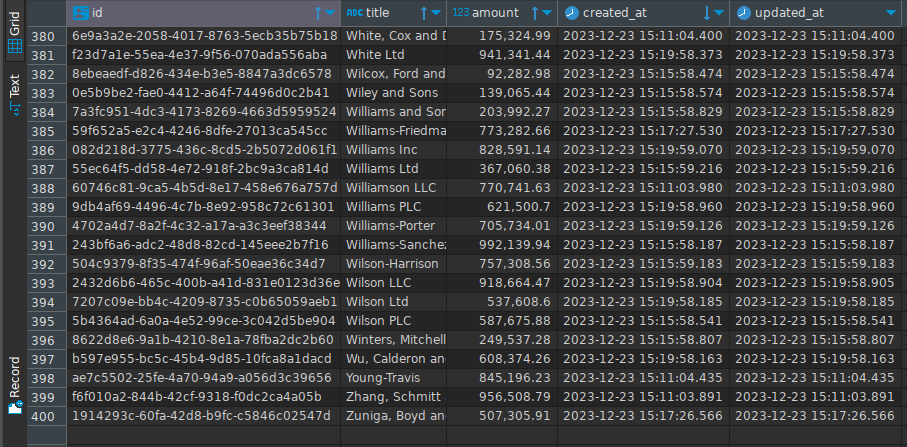 Grid
Text
Record
id ABC title 123 amount created_at updated_at
380 6e9a3a2e-2058-4017-8763-5ecb35b75b18 White, Cox and D 175,324.99 2023-12-23 15:11:04.400 2023-12-23 15:11:04.400
381 f23d7a1e-55ea-4e37-9f56-070ada556aba White Ltd 941,341.44 2023-12-23 15:19:58.373 2023-12-23 15:19:58.373
382 8ebeaedf-d826-434e-b3e5-8847a3dc6578 Wilcox, Ford and 92,282.98 2023-12-23 15:15:58.474 2023-12-23 15:15:58.474
383 0e5b9be2-fae0-4412-a64f-74496d0c2b41 Wiley and Sons 139,065.44 2023-12-23 15:15:58.574 2023-12-23 15:15:58.574
384 7a3fc951-4dc3-4173-8269-4663d5959524 Williams and Son 203,992.27 2023-12-23 15:15:58.829 2023-12-23 15:15:58.829
385 59f652a5-e2c4-4246-8dfe-27013ca545cc Williams-Friedma 773,282.66 2023-12-23 15:17:27.530 2023-12-23 15:17:27.530
386 082d218d-3775-436c-8cd5-2b5072d061f1 Williams Inc 828,591.14 2023-12-23 15:19:59.070 2023-12-23 15:19:59.070
387 55ec64f5-dd58-4e72-918f-2bc9a3ca814d Williams Ltd 367,060.38 2023-12-23 15:15:59.216 2023-12-23 15:15:59.216
388 60746c81-9ca5-4b5d-8e17-458e676a757d Williamson LLC 770,741.63 2023-12-23 15:11:03.980 2023-12-23 15:11:03.980
389 9db4af69-4496-4c7b-8e92-958c72c61301 Williams PLC 621,500.7 2023-12-23 15:19:58.960 2023-12-23 15:19:58.960
390 4702a4d7-8a2f-4c32-a17a-a3c3eef38344 Williams-Porter 705,734.01 2023-12-23 15:19:59.126 2023-12-23 15:19:59.126
391 243bf6a6-adc2-48d8-82cd-145eee2b7f16 Williams-Sanchez 992,139.94 2023-12-23 15:15:58.187 2023-12-23 15:15:58.187
392 504c9379-8f35-474f-96af-50eae36c34d7 Wilson-Harrison 757,308.56 2023-12-23 15:15:59.183 2023-12-23 15:15:59.183
393 2432d6b6-465c-400b-a41d-831e0123d36e Wilson LLC 918,664.47 2023-12-23 15:19:58.904 2023-12-23 15:19:58.905
394 7207c09e-bb4c-4209-8735-c0b65059aeb1 Wilson Ltd 537,608.6 2023-12-23 15:19:58.185 2023-12-23 15:19:58.185
395 5b4364ad-6a0a-4e52-99ce-3c042d5be904 Wilson PLC 587,675.88 2023-12-23 15:15:58.541 2023-12-23 15:15:58.541
396 8622d8e6-9a1b-4210-8e1a-78fba2dc2b60 Winters, Mitchell 249,537.28 2023-12-23 15:15:58.807 2023-12-23 15:15:58.807
397 b597e955-bc5c-45b4-9d85-10fca8a1dacd Wu, Calderon an 608,374.26 2023-12-23 15:19:58.163 2023-12-23 15:19:58.163
398 ae7c5502-25fe-4a70-94a9-a056d3c39656 Young-Travis 845,196.23 2023-12-23 15:11:04.435 2023-12-23 15:11:04.435
399 f6f010a2-844b-42cf-9318-f0dc2ca4a05b Zhang, Schmitt 956,508.79 2023-12-23 15:11:03.891 2023-12-23 15:11:03.891
400 1914293c-60fa-42d8-b9fc-c5846c02547d Zuniga, Boyd an 507,305.91 2023-12-23 15:17:26.566 2023-12-23 15:17:26.566